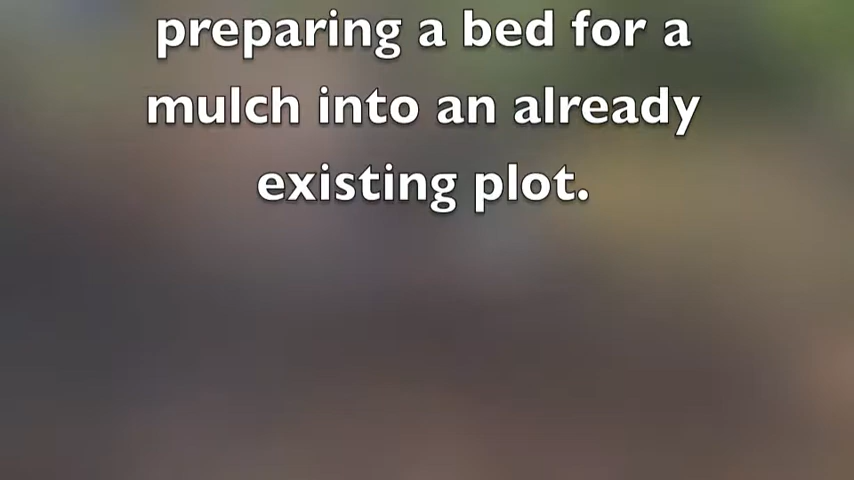 preparing a bed for a
mulch into an already
existing plot.